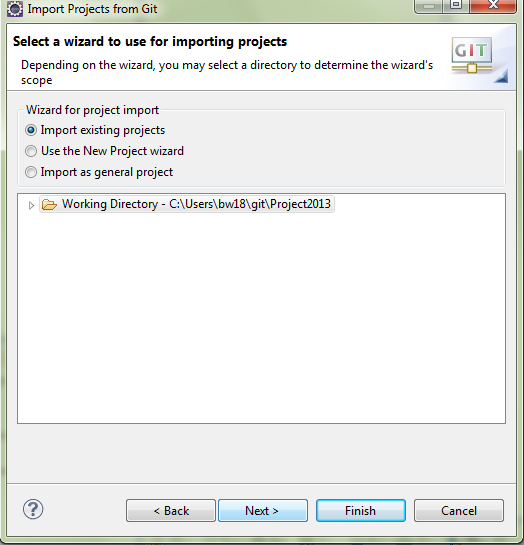 Import Projects from Git
Select a wizard to use for importing projects
Depending on the wizard, you may select a directory to determine the wizard's
scope
GIT
Wizard for project import
Import existing projects
Use the New Project wizard
Import as general project
Working Directory - C:\Users\bw18\git\Project2013
?
< Back
Next >
Finish
Cancel